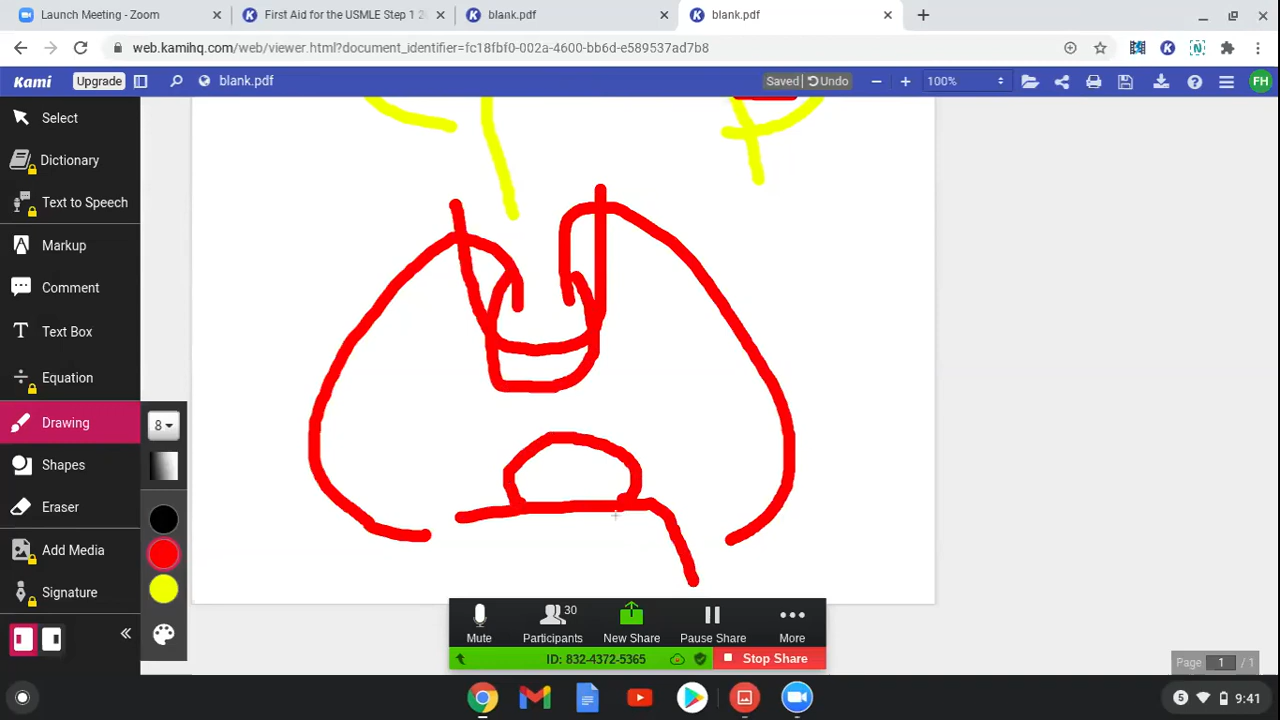 Launch Meeting - Zoom
First Aid for the USMLE Step 1 2
blank.pdf
blank.pdf
web.kamihq.com/web/viewer.html?document_identifier=fc18fbf0-002a-4600-bb6d-e589537ad7b8
Kami Upgrade blank.pdf Saved Undo 100% FH
Select
Dictionary
Text to Speech
Markup
Comment
Text Box
Equation
Drawing
8
Shapes
Eraser
Add Media
Signature
30
Mute Participants New Share Pause Share More
ID: 832-4372-5365 Stop Share
Page 1 / 1
5 9:41